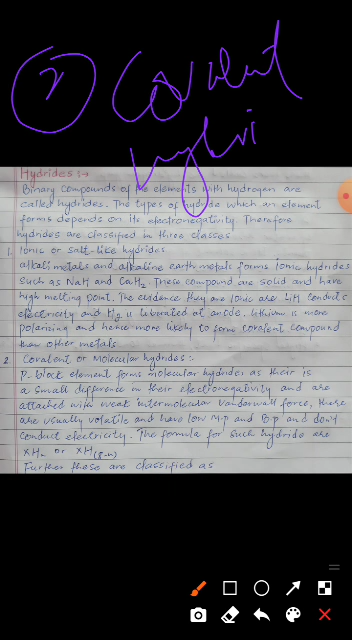 2 Covalent
hydri
Hydrides :→
Binary compounds of the elements with hydrogen are
called hydrides. The types of hydride which an element
forms depends on its electronegativity. Therefore
hydrides are classified in three classes
1. Ionic or salt-like hydrides
alkali metals and alkaline earth metals forms ionic hydrides
such as NaH and CaH2. These compound are solid and have
high melting point. The evidence they are ionic are LiH conducts
electricity and H2 is liberated at anode. lithium is more
polarizing and hence more likely to form covalent compound
than other metals
2 Covalent or Molecular hydrides :-
P-block element forms molecular hydrides as their is
a small difference in their electronegativity and are
attached with weak intermolecular Vanderwall force, these
are usually volatile and have low M.p and B.p and don't
conduct electricity. The formula for such hydride are
XHn or XH(8-n)
Further these are classified as